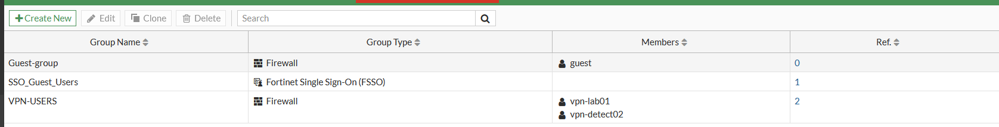 Create New Edit Clone Delete Search
Group Name Group Type Members Ref.
Guest-group Firewall guest 0
SSO_Guest_Users Fortinet Single Sign-On (FSSO) 1
VPN-USERS Firewall vpn-lab01 2
vpn-detect02